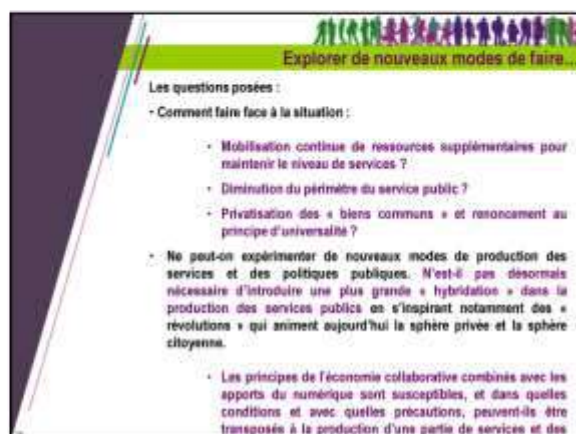 Explorer de nouveaux modes de faire...
Les questions posées :
• Comment faire face à la situation :
• Mobilisation continue de ressources supplémentaires pour
maintenir le niveau de services ?
• Diminution du périmètre du service public ?
• Privatisation des « biens communs » et renoncement au
principe d'universalité ?
• Ne peut-on expérimenter de nouveaux modes de production des
services et des politiques publiques. N'est-il pas désormais
nécessaire d'introduire une plus grande « hybridation » dans la
production des services publics en s'inspirant notamment des «
révolutions » qui animent aujourd'hui la sphère privée et la sphère
citoyenne.
• Les principes de l'économie collaborative combinés avec les
apports du numérique sont susceptibles, et dans quelles
conditions et avec quelles précautions, peuvent-ils être
transposés à la production d'une partie de services et des